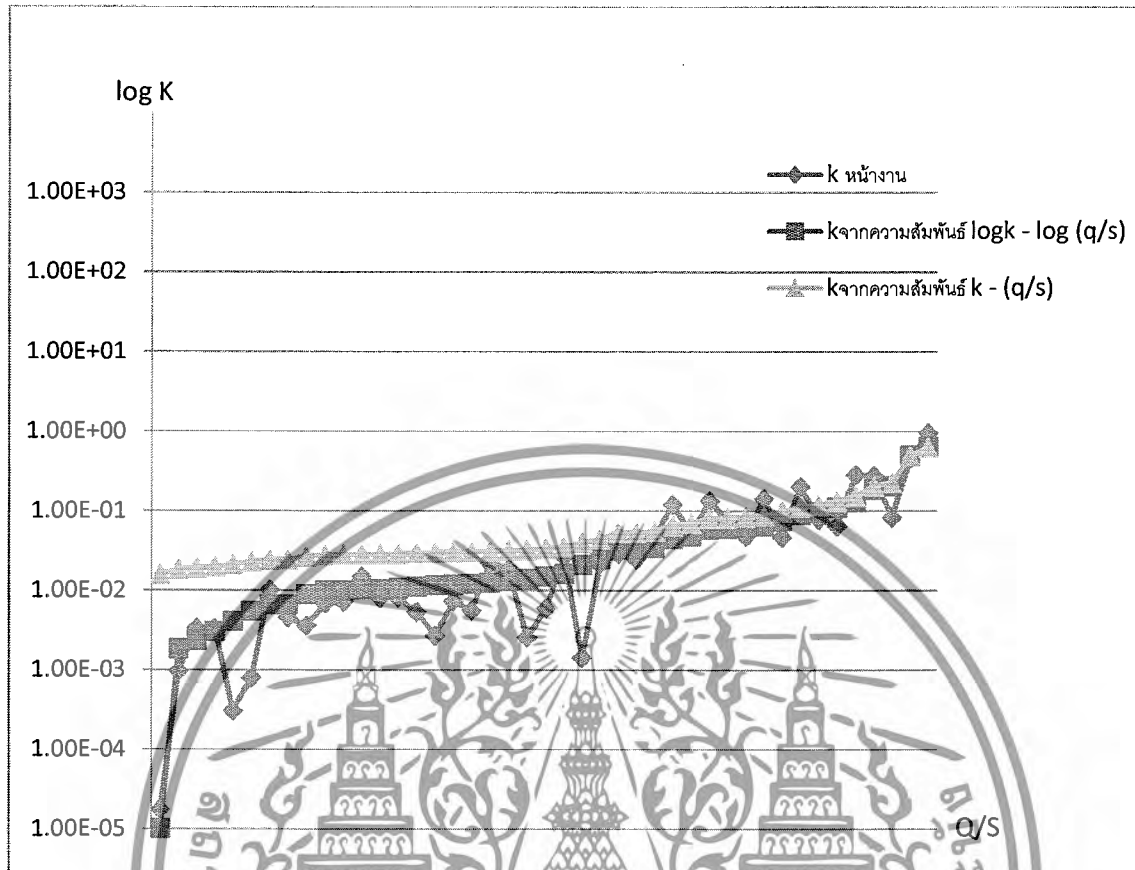 log K
1.00E+03
1.00E+02
1.00E+01
1.00E+00
1.00E-01
1.00E-02
1.00E-03
1.00E-04
1.00E-05
k หน้างาน
kจากความสัมพันธ์ logk - log (q/s)
kจากความสัมพันธ์ k - (q/s)
Q/S